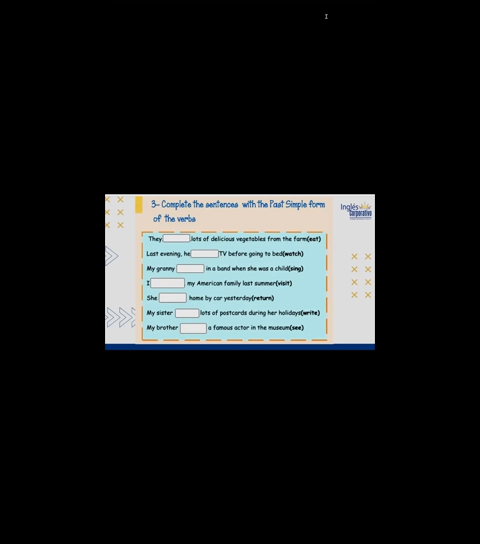 3- Complete the sentences with the Past Simple form
of the verbs
Inglés
Corporativo
They lots of delicious vegetables from the farm(eat)
Last evening, he TV before going to bed(watch)
My granny in a band when she was a child(sing)
I my American family last summer(visit)
She home by car yesterday(return)
My sister lots of postcards during her holidays(write)
My brother a famous actor in the museum(see)